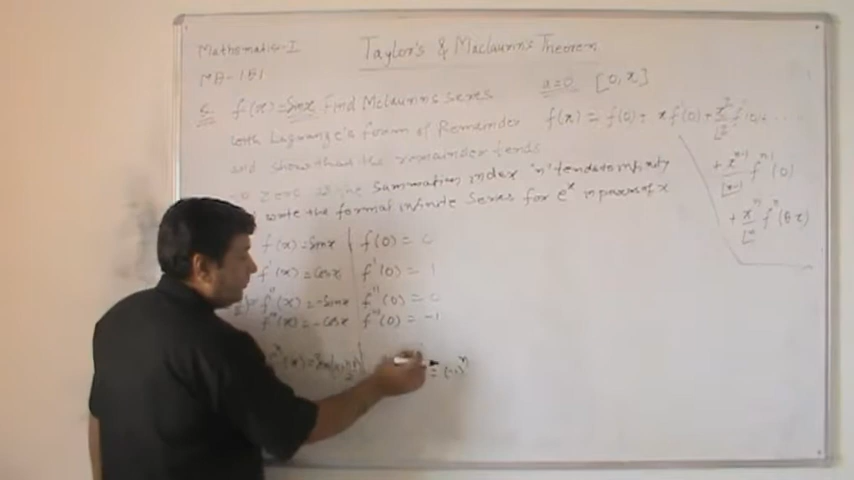 Mathematics-I
Taylor's & Maclaurin's Theorem
MB-181
f(x)=Sinx Find Mclaurin's Series
a=0 [0,x]
with Lagrange's form of Remainder
f(x) = f(0) + x f'(0) + x²/⌊2 f''(0) + ....
and show that the remainder tends
+ x^(n-1)/⌊n-1 f^(n-1)(0)
to zero as the Summation index 'n' tends to infinity
write the formal infinite Series for e^x in powers of x
+ x^n/⌊n f^n(θx)
f(x)=Sinx f(0) = 0
f'(x)=Cosx f'(0) = 1
f''(x)=-Sinx f''(0) = 0
f'''(x)=-Cosx f'''(0) = -1